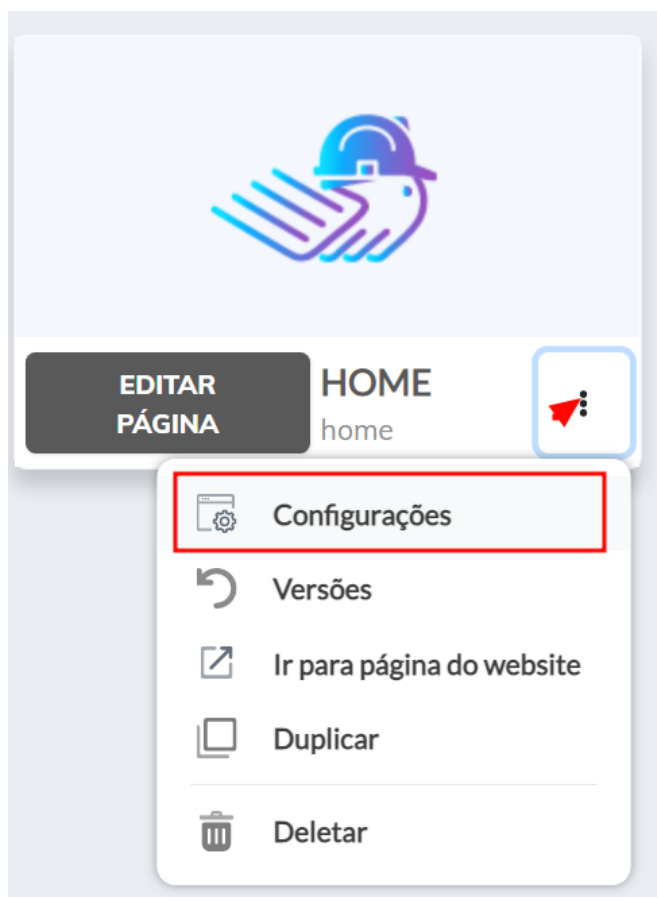 EDITAR
PÁGINA
HOME
home
Configurações
Versões
Ir para página do website
Duplicar
Deletar